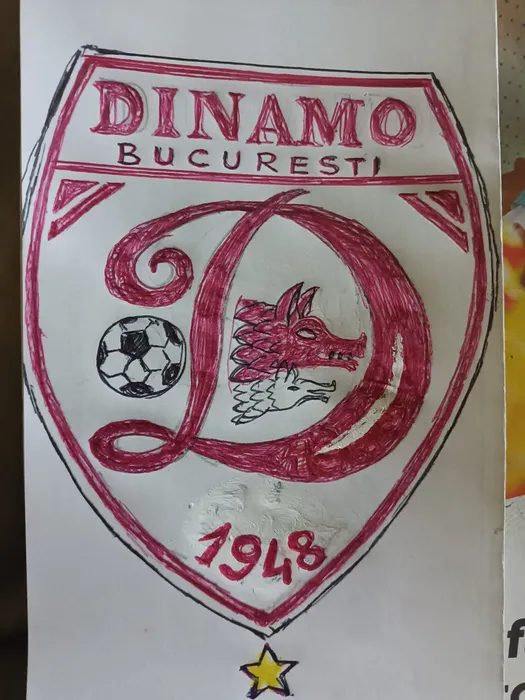 DINAMO
BUCURESTI
D
1948